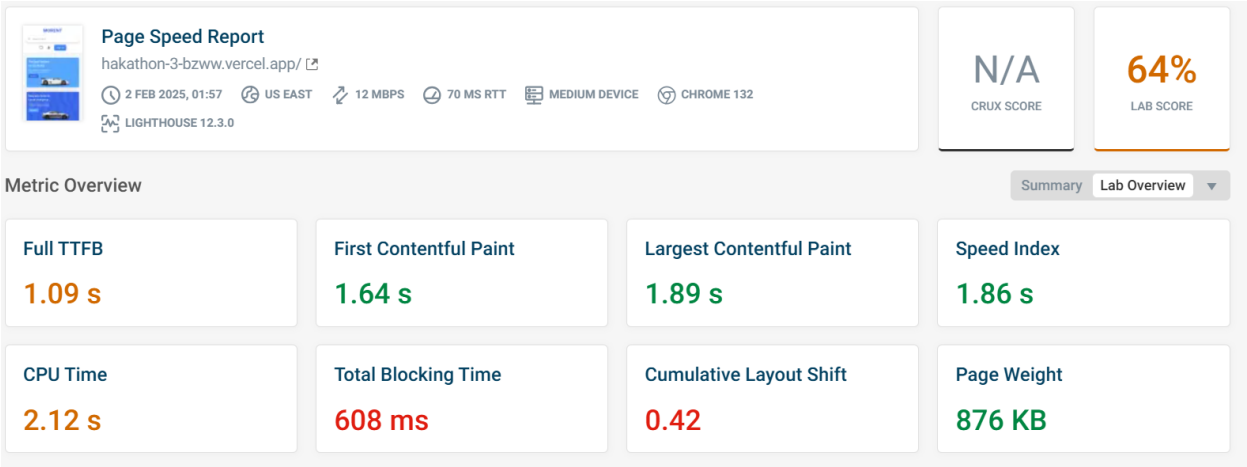 Page Speed Report
hakathon-3-bzww.vercel.app/
2 FEB 2025, 01:57 US EAST 12 MBPS 70 MS RTT MEDIUM DEVICE CHROME 132
LIGHTHOUSE 12.3.0
N/A
CRUX SCORE
64%
LAB SCORE
Metric Overview
Summary Lab Overview
Full TTFB
1.09 s
First Contentful Paint
1.64 s
Largest Contentful Paint
1.89 s
Speed Index
1.86 s
CPU Time
2.12 s
Total Blocking Time
608 ms
Cumulative Layout Shift
0.42
Page Weight
876 KB